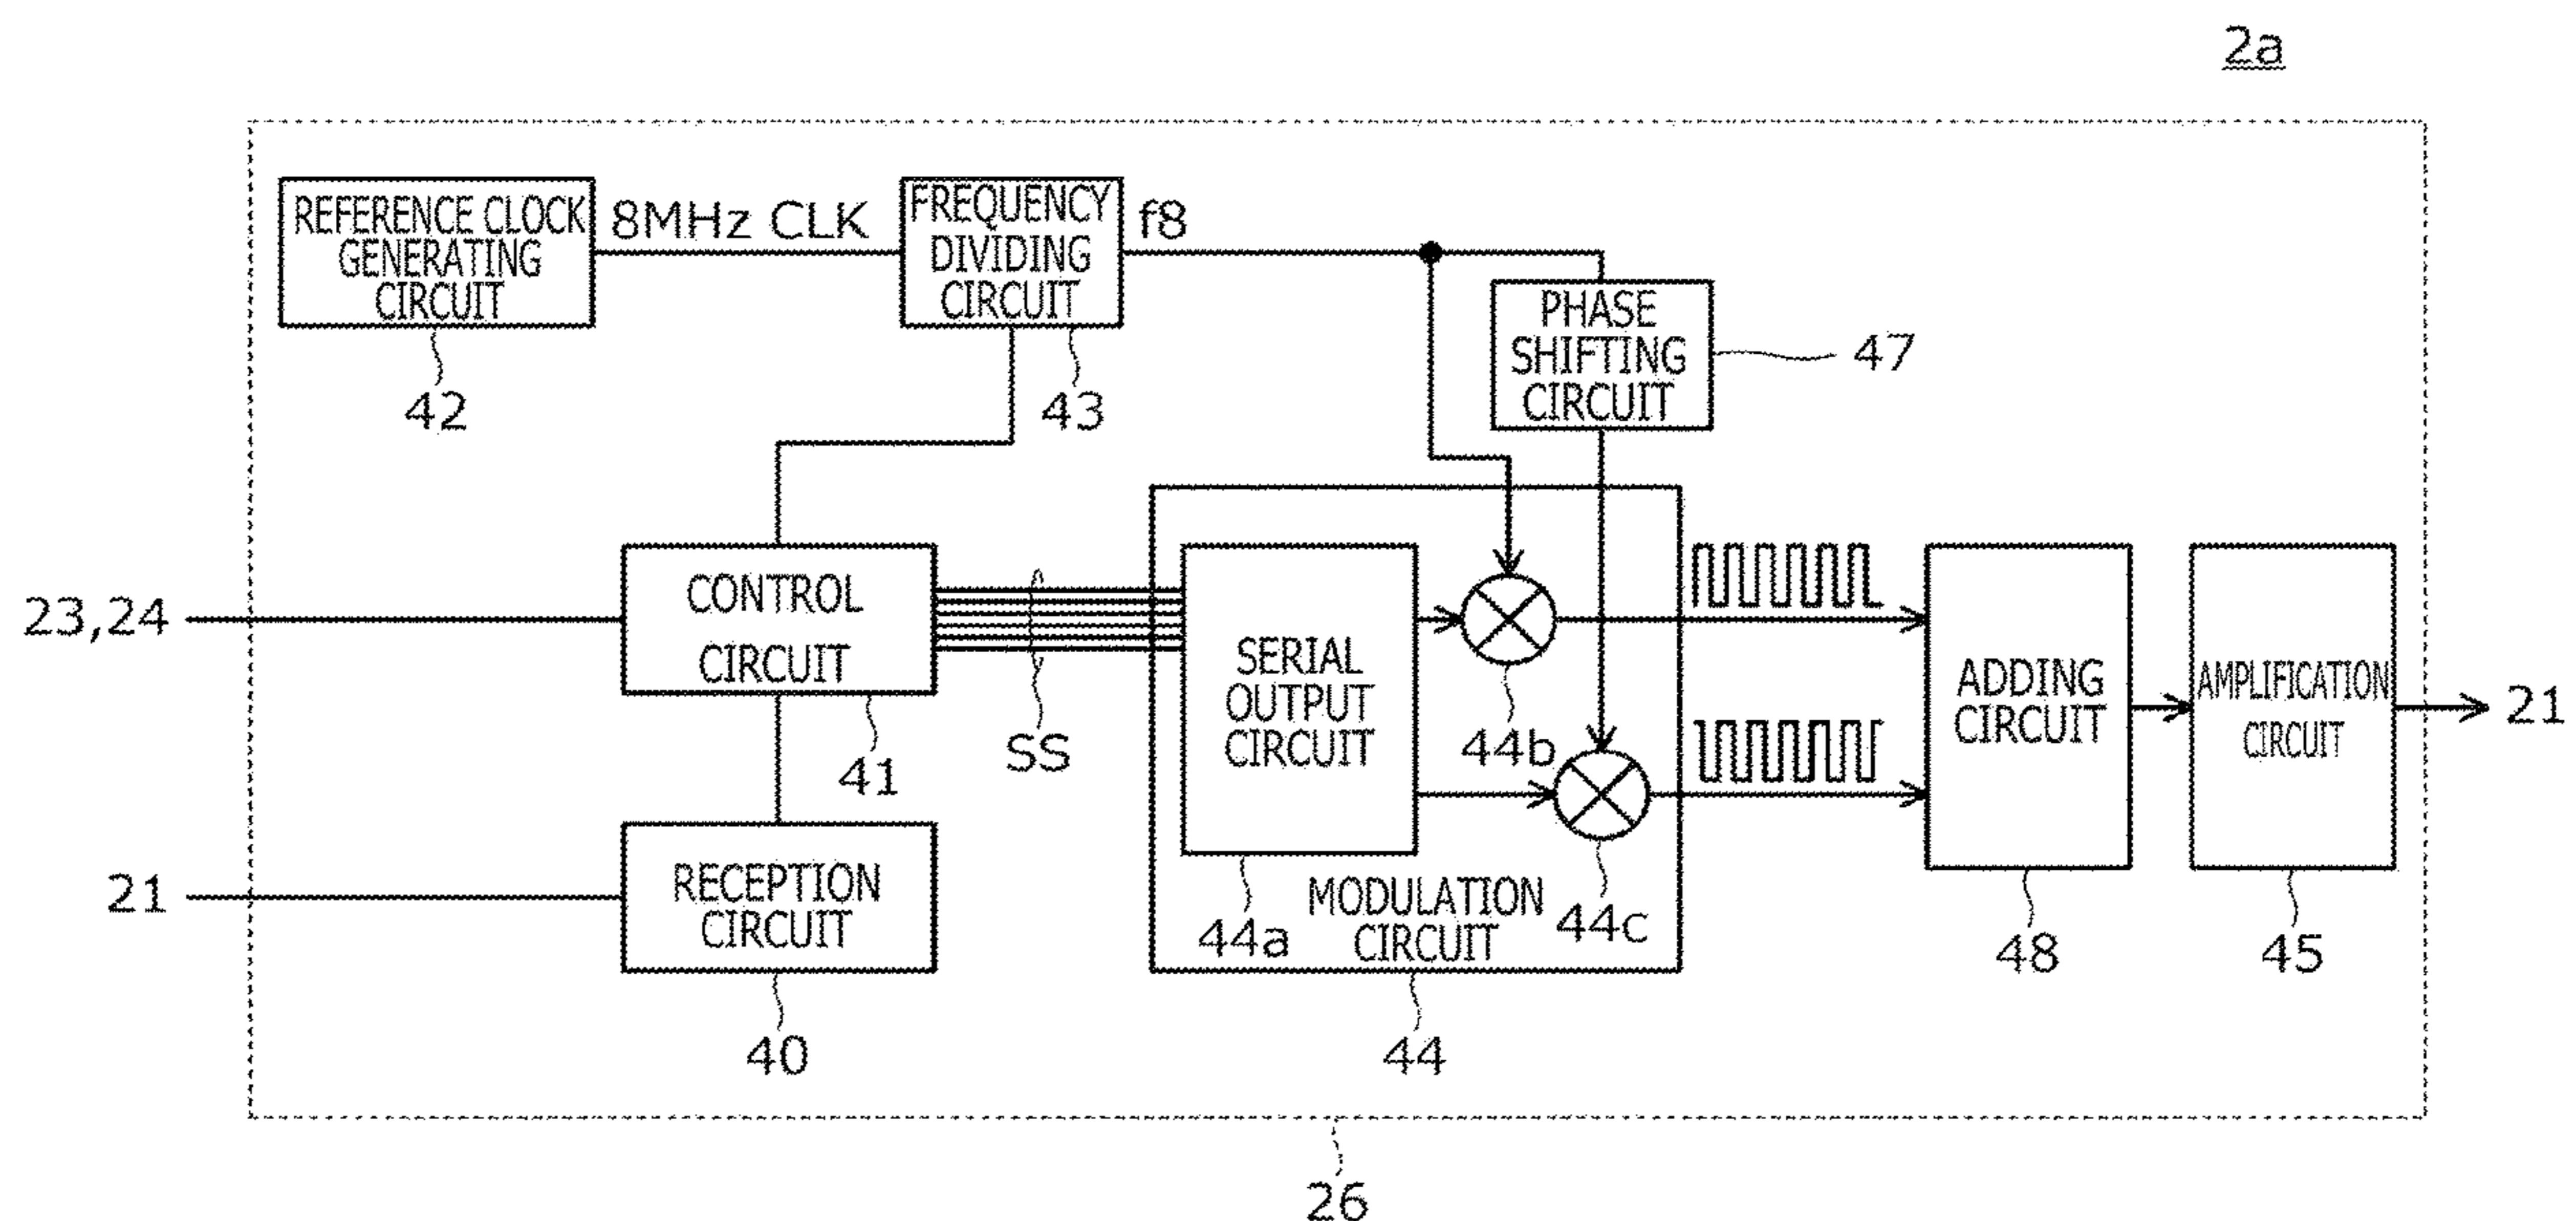 2a
REFERENCE CLOCK
GENERATING
CIRCUIT
8MHz CLK
FREQUENCY
DIVIDING
CIRCUIT
f8
PHASE
SHIFTING
CIRCUIT
47
42
43
23,24
CONTROL
CIRCUIT
41
SS
SERIAL
OUTPUT
CIRCUIT
44a
44b
44c
MODULATION
CIRCUIT
44
ADDING
CIRCUIT
48
AMPLIFICATION
CIRCUIT
45
21
21
RECEPTION
CIRCUIT
40
26